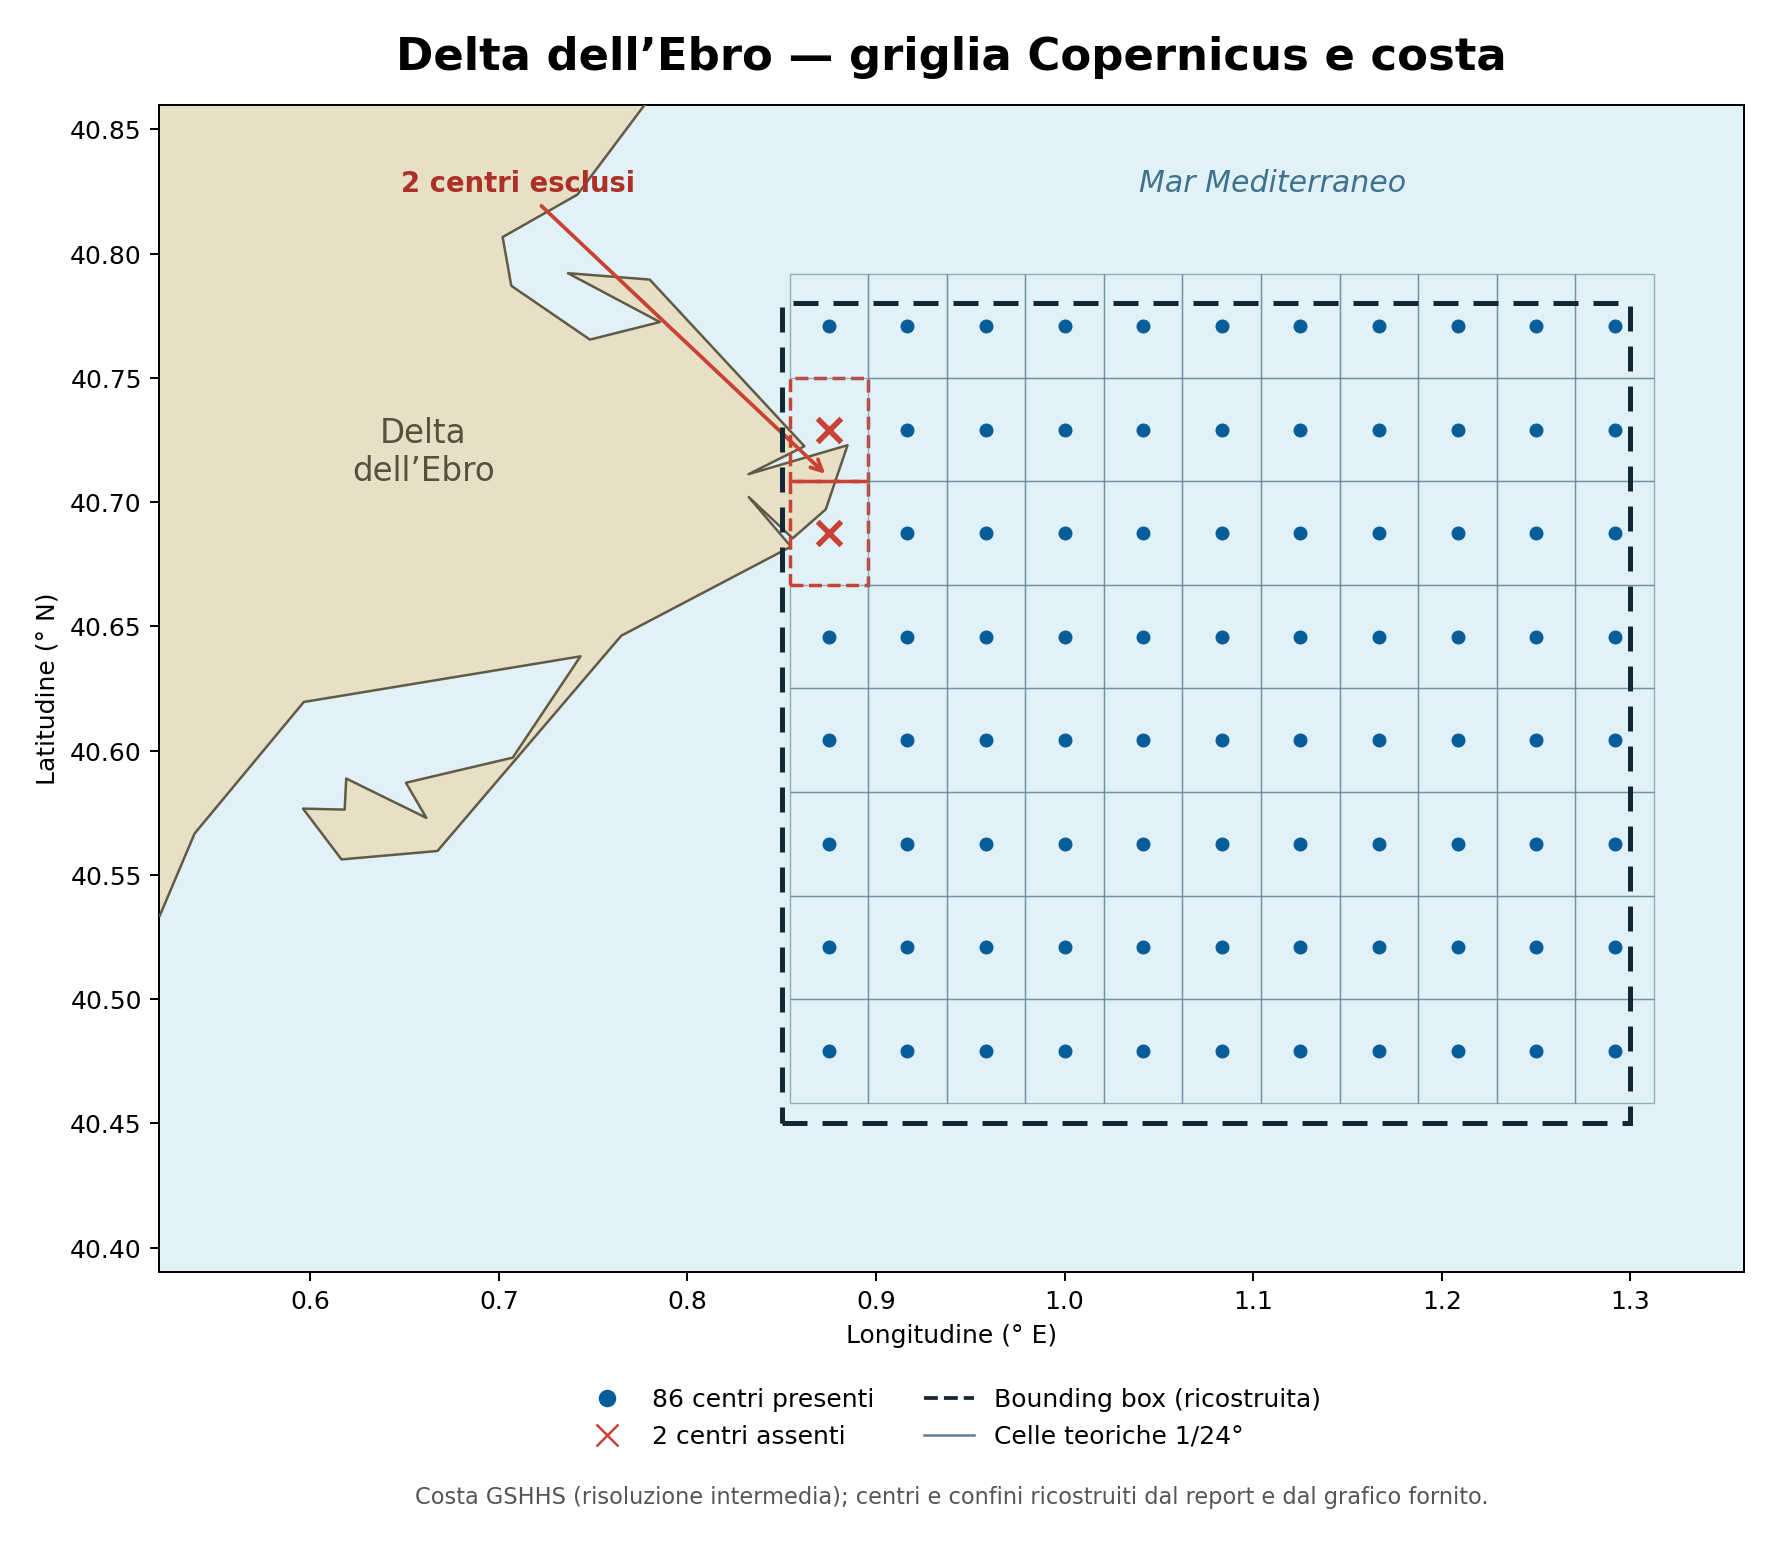 Delta dell’Ebro — griglia Copernicus e costa
40.85
40.80
40.75
40.70
40.65
40.60
40.55
40.50
40.45
40.40
Latitudine (° N)
2 centri esclusi
Mar Mediterraneo
Delta
dell’Ebro
0.6 0.7 0.8 0.9 1.0 1.1 1.2 1.3
Longitudine (° E)
86 centri presenti
2 centri assenti
Bounding box (ricostruita)
Celle teoriche 1/24°
Costa GSHHS (risoluzione intermedia); centri e confini ricostruiti dal report e dal grafico fornito.